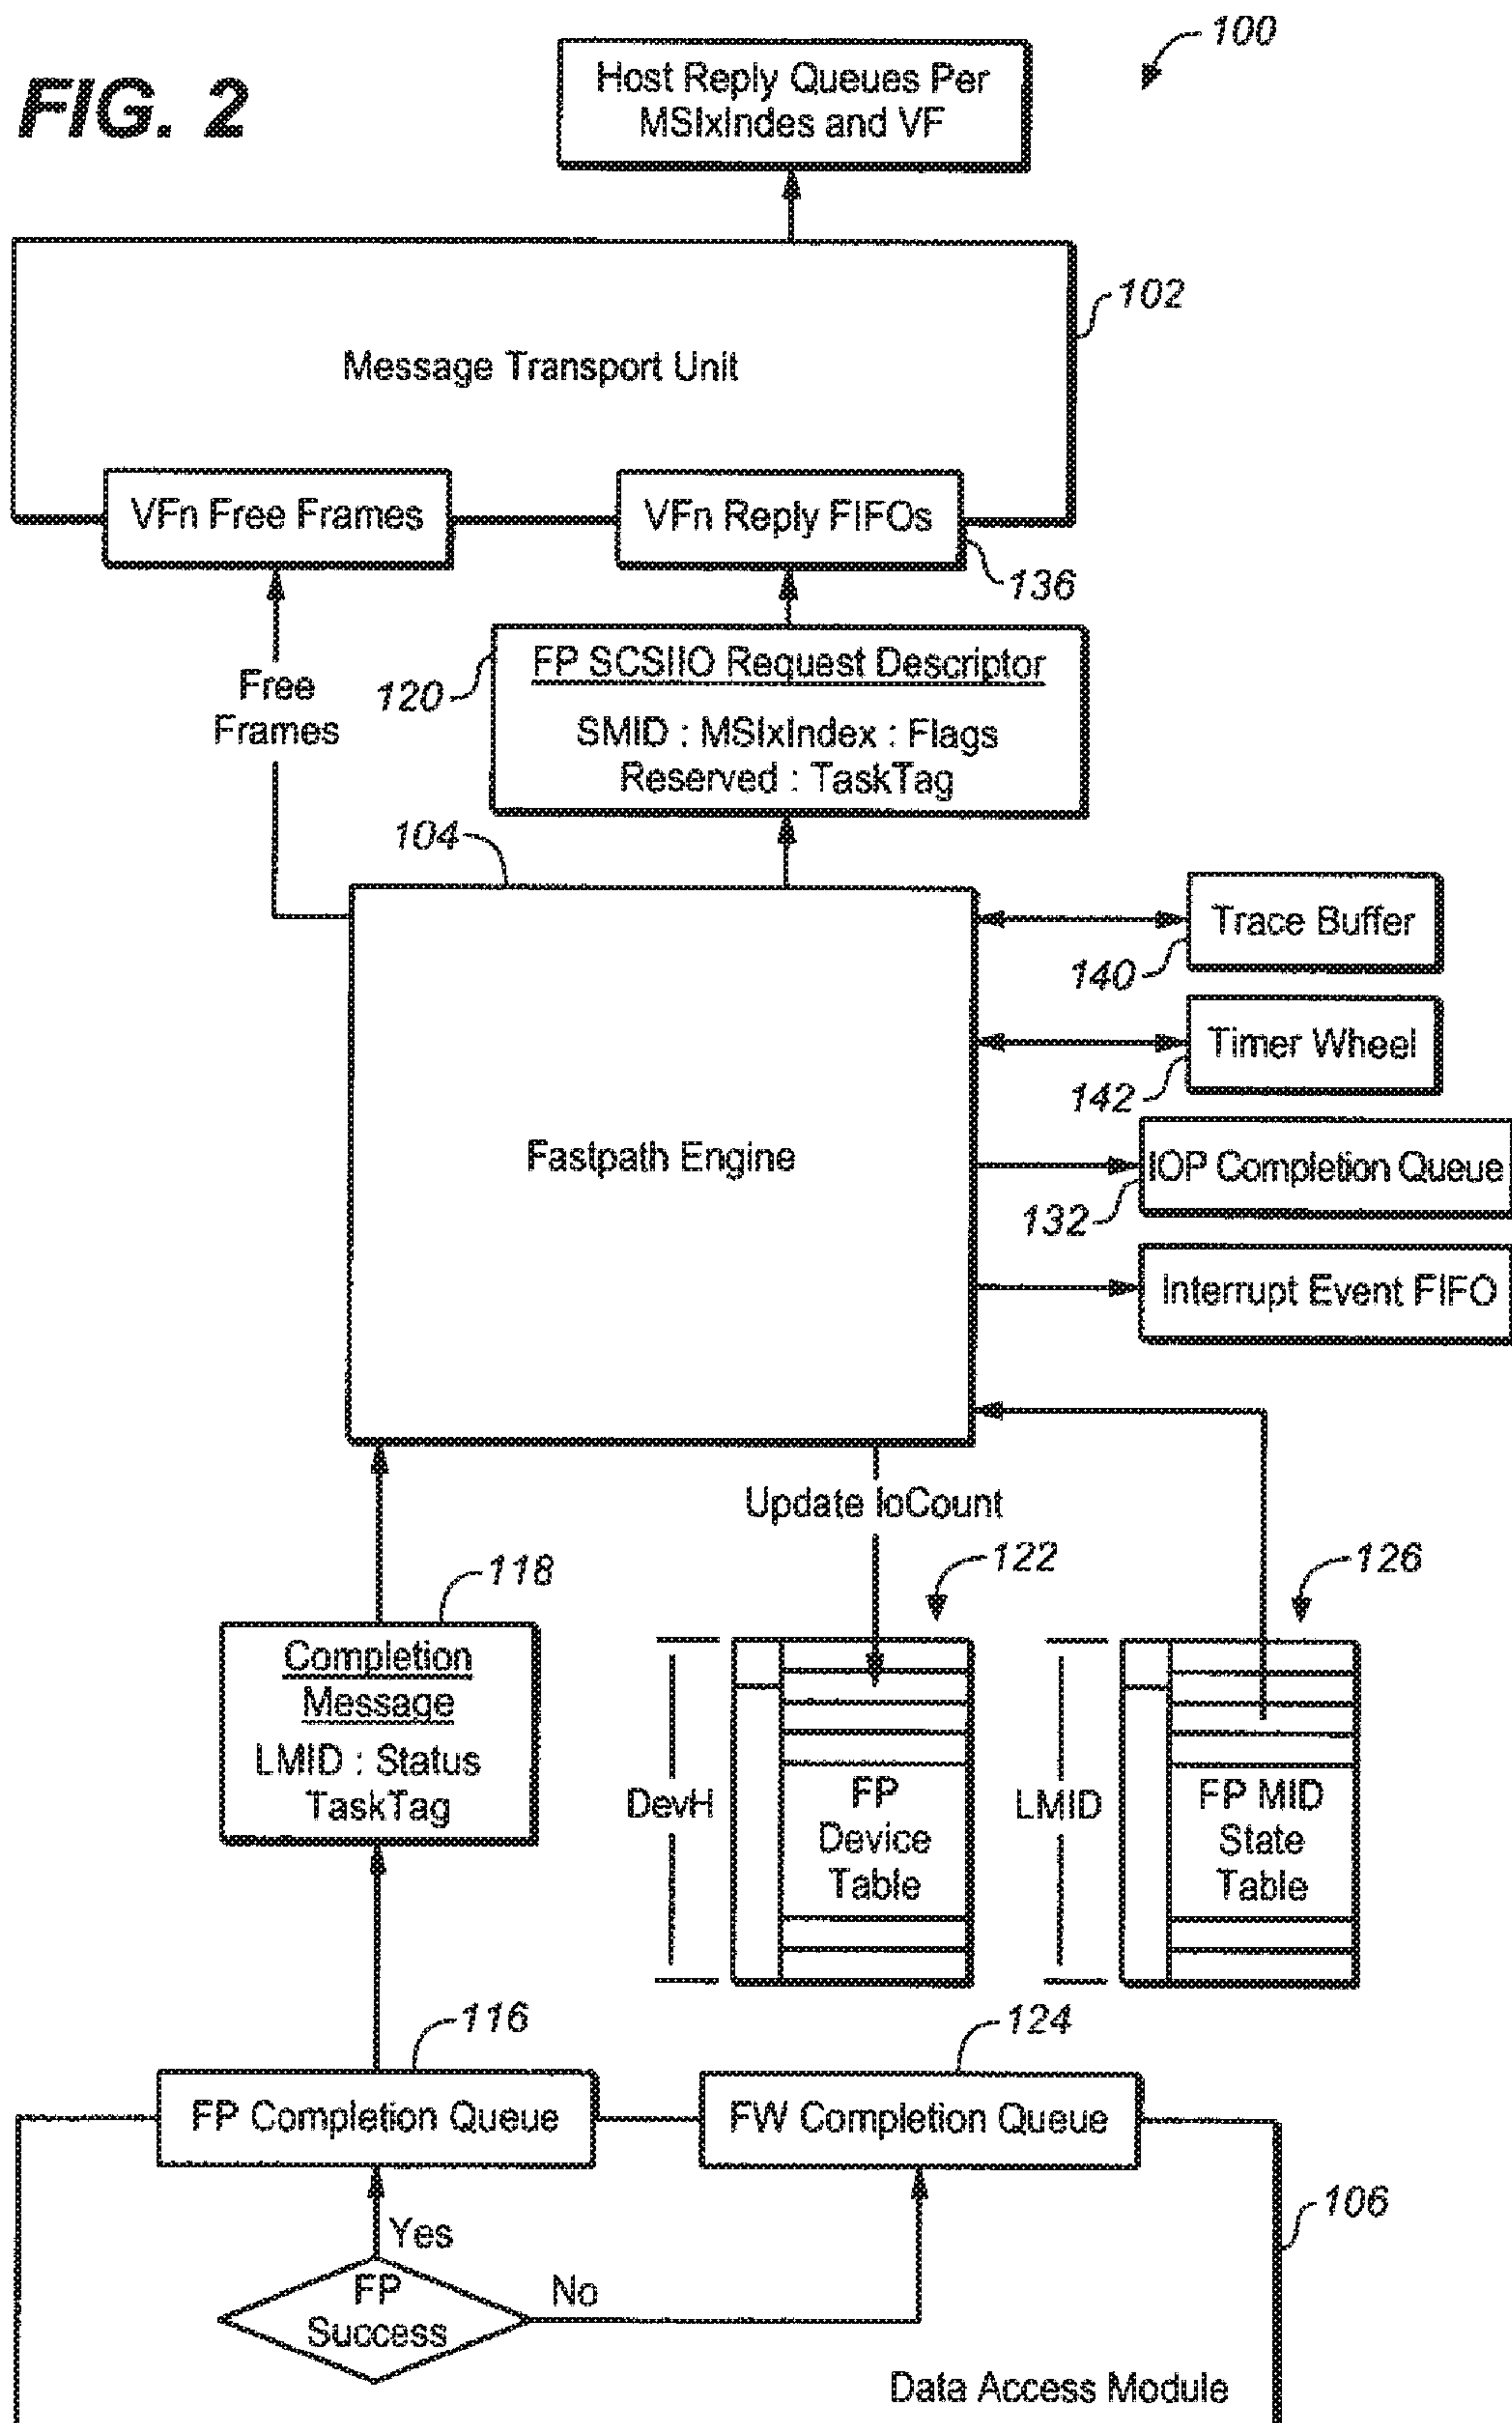 FIG. 2
100
Host Reply Queues Per
MSIxIndes and VF
102
Message Transport Unit
VFn Free Frames
VFn Reply FIFOs
136
Free
Frames
120
FP SCSIIO Request Descriptor
SMID : MSIxIndex : Flags
Reserved : TaskTag
104
Fastpath Engine
Trace Buffer
140
Timer Wheel
142
IOP Completion Queue
132
Interrupt Event FIFO
Update IoCount
118
Completion
Message
LMID : Status
TaskTag
122
DevH
FP
Device
Table
126
LMID
FP MID
State
Table
116
FP Completion Queue
124
FW Completion Queue
106
Yes
FP
Success
No
Data Access Module